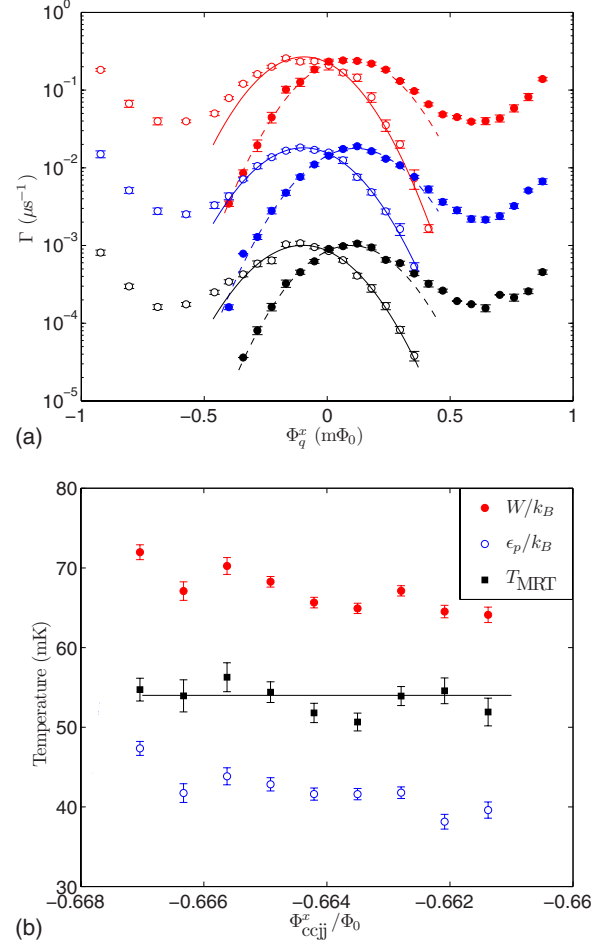 10^0
10^-1
10^-2
10^-3
10^-4
10^-5
Γ (μs^-1)
−1
−0.5
0
0.5
1
Φ_q^x (mΦ_0)
(a)
80
70
60
50
40
30
Temperature (mK)
W/k_B
ϵ_p/k_B
T_MRT
−0.668
−0.666
−0.664
−0.662
−0.66
Φ_ccjj^x/Φ_0
(b)